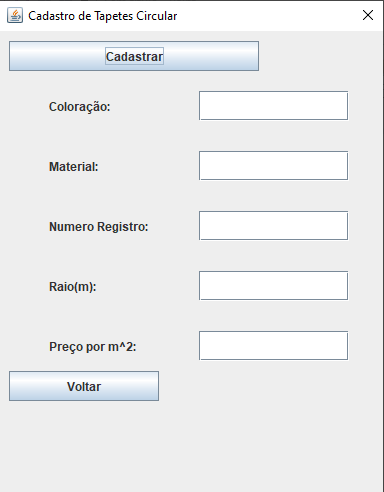 Cadastro de Tapetes Circular
Cadastrar
Coloração:
Material:
Numero Registro:
Raio(m):
Preço por m^2:
Voltar